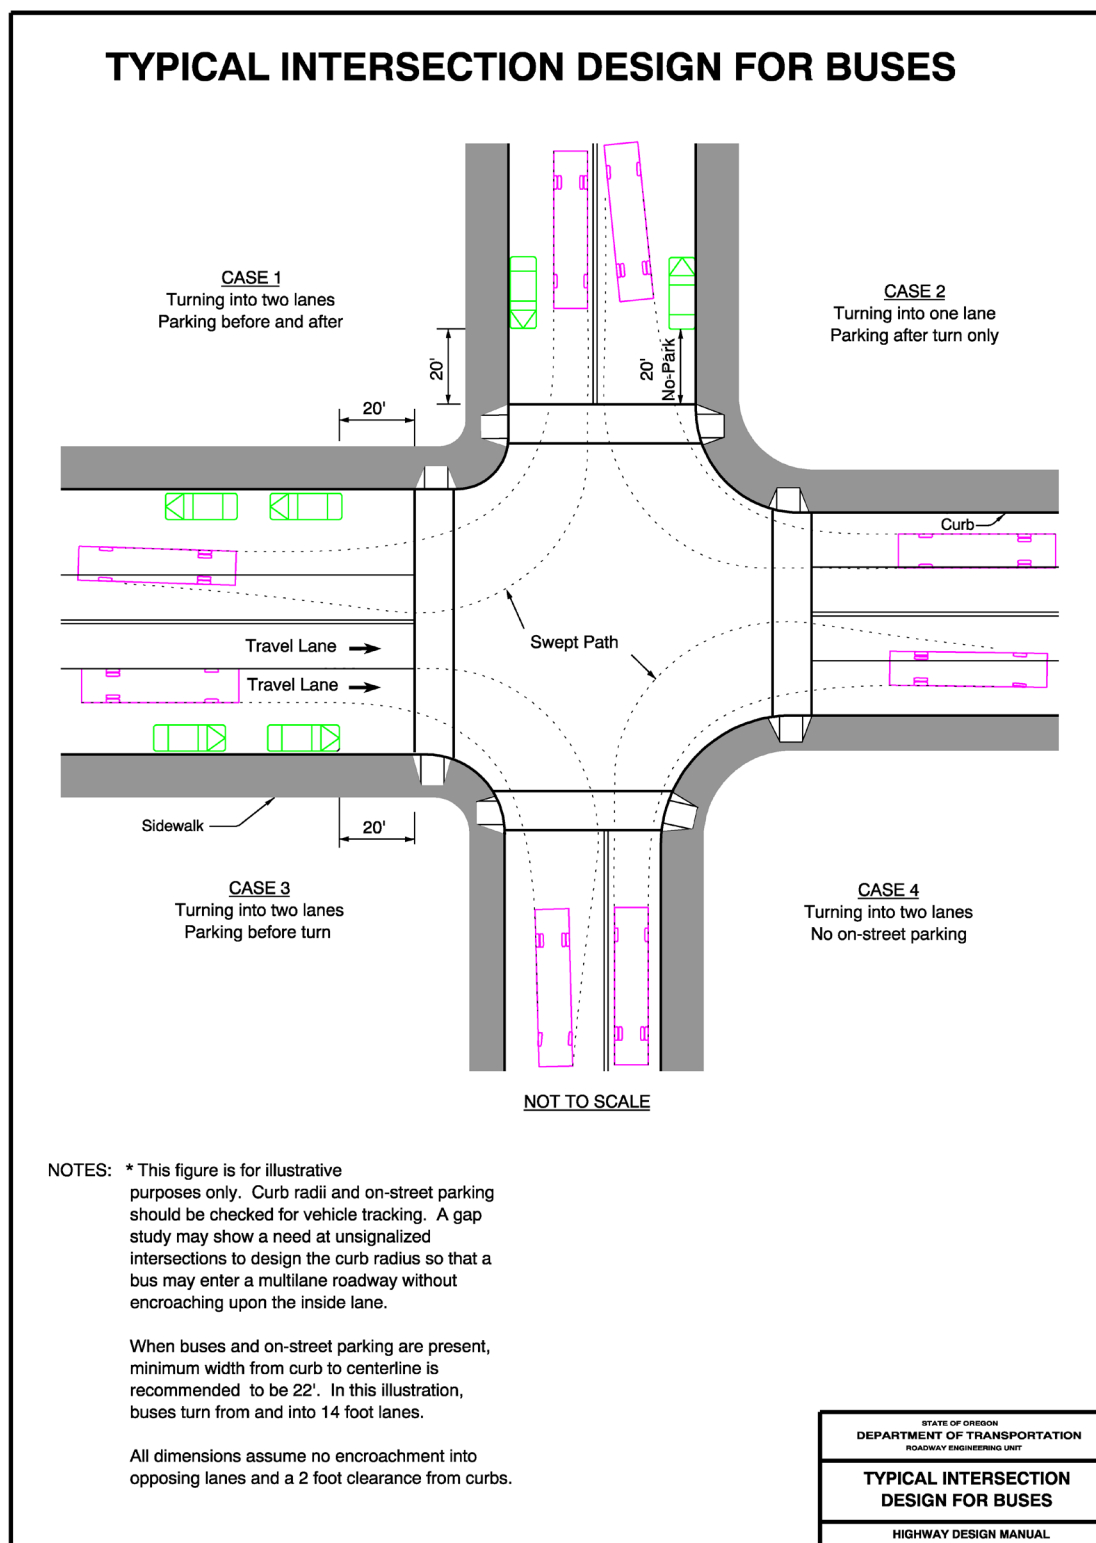 TYPICAL INTERSECTION DESIGN FOR BUSES
CASE 1
Turning into two lanes
Parking before and after
CASE 2
Turning into one lane
Parking after turn only
20'
20'
No-Park
20'
Curb
Swept Path
Travel Lane
Travel Lane
Sidewalk
20'
CASE 3
Turning into two lanes
Parking before turn
CASE 4
Turning into two lanes
No on-street parking
NOT TO SCALE
NOTES: * This figure is for illustrative
purposes only. Curb radii and on-street parking
should be checked for vehicle tracking. A gap
study may show a need at unsignalized
intersections to design the curb radius so that a
bus may enter a multilane roadway without
encroaching upon the inside lane.
When buses and on-street parking are present,
minimum width from curb to centerline is
recommended to be 22'. In this illustration,
buses turn from and into 14 foot lanes.
All dimensions assume no encroachment into
opposing lanes and a 2 foot clearance from curbs.
STATE OF OREGON
DEPARTMENT OF TRANSPORTATION
ROADWAY ENGINEERING UNIT
TYPICAL INTERSECTION
DESIGN FOR BUSES
HIGHWAY DESIGN MANUAL